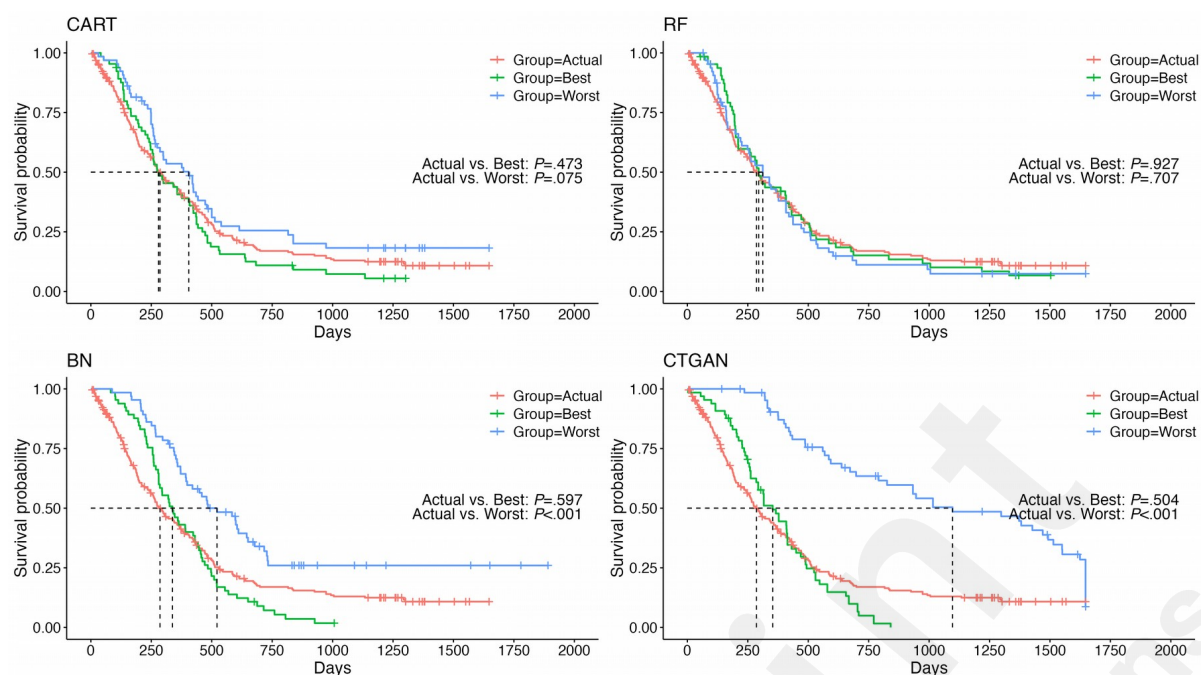 CART
1.00
0.75
0.50
0.25
0.00
Survival probability
Group=Actual
Group=Best
Group=Worst
Actual vs. Best: P=.473
Actual vs. Worst: P=.075
0 250 500 750 1000 1250 1500 1750 2000
Days
RF
1.00
0.75
0.50
0.25
0.00
Survival probability
Group=Actual
Group=Best
Group=Worst
Actual vs. Best: P=.927
Actual vs. Worst: P=.707
0 250 500 750 1000 1250 1500 1750 2000
Days
BN
1.00
0.75
0.50
0.25
0.00
Survival probability
Group=Actual
Group=Best
Group=Worst
Actual vs. Best: P=.597
Actual vs. Worst: P<.001
0 250 500 750 1000 1250 1500 1750 2000
Days
CTGAN
1.00
0.75
0.50
0.25
0.00
Survival probability
Group=Actual
Group=Best
Group=Worst
Actual vs. Best: P=.504
Actual vs. Worst: P<.001
0 250 500 750 1000 1250 1500 1750 2000
Days